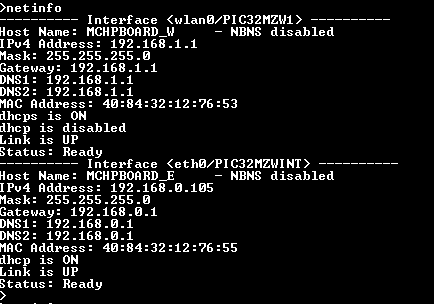 >netinfo
---------- Interface <wlan0/PIC32MZW1> ----------
Host Name: MCHPBOARD_W     - NBNS disabled
IPv4 Address: 192.168.1.1
Mask: 255.255.255.0
Gateway: 192.168.1.1
DNS1: 192.168.1.1
DNS2: 192.168.1.1
MAC Address: 40:84:32:12:76:53
dhcps is ON
dhcp is disabled
Link is UP
Status: Ready
---------- Interface <eth0/PIC32MZWINT> ----------
Host Name: MCHPBOARD_E     - NBNS disabled
IPv4 Address: 192.168.0.105
Mask: 255.255.255.0
Gateway: 192.168.0.1
DNS1: 192.168.0.1
DNS2: 192.168.0.1
MAC Address: 40:84:32:12:76:55
dhcp is ON
Link is UP
Status: Ready
>